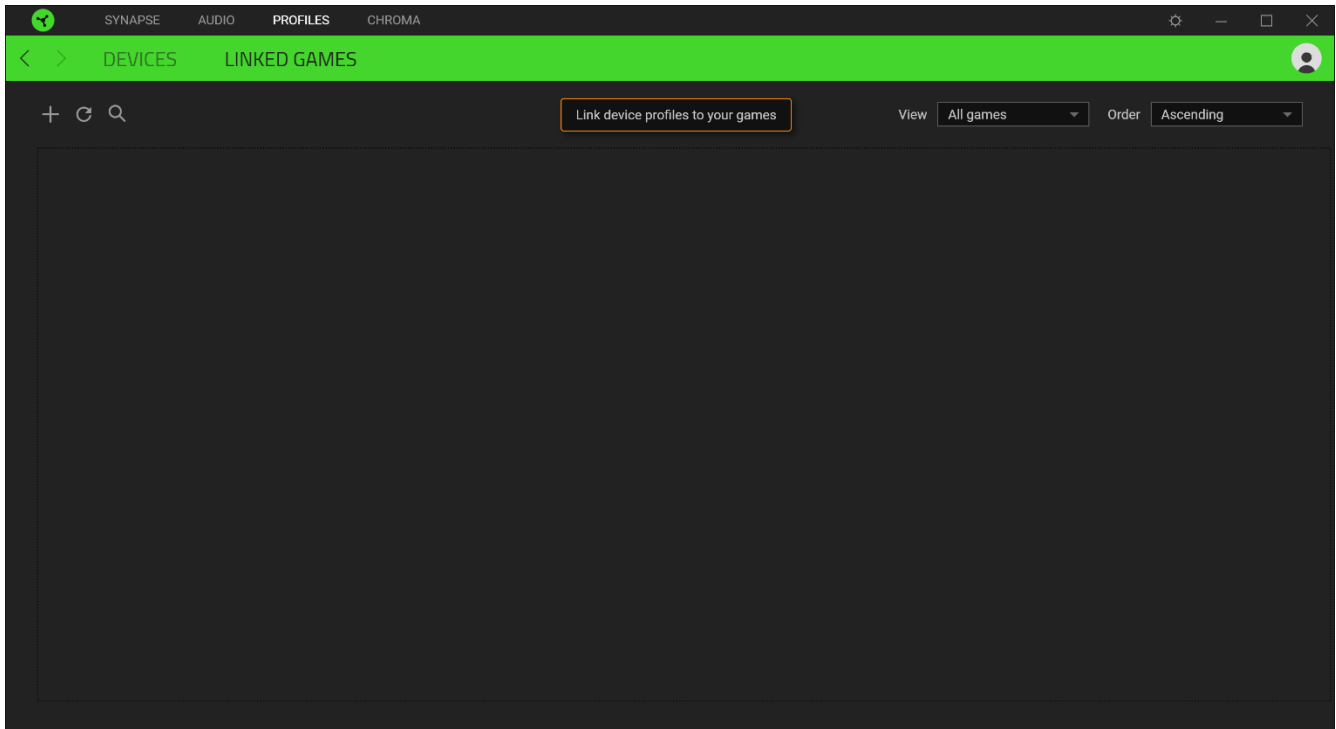 SYNAPSE AUDIO PROFILES CHROMA
DEVICES LINKED GAMES
Link device profiles to your games View All games Order Ascending